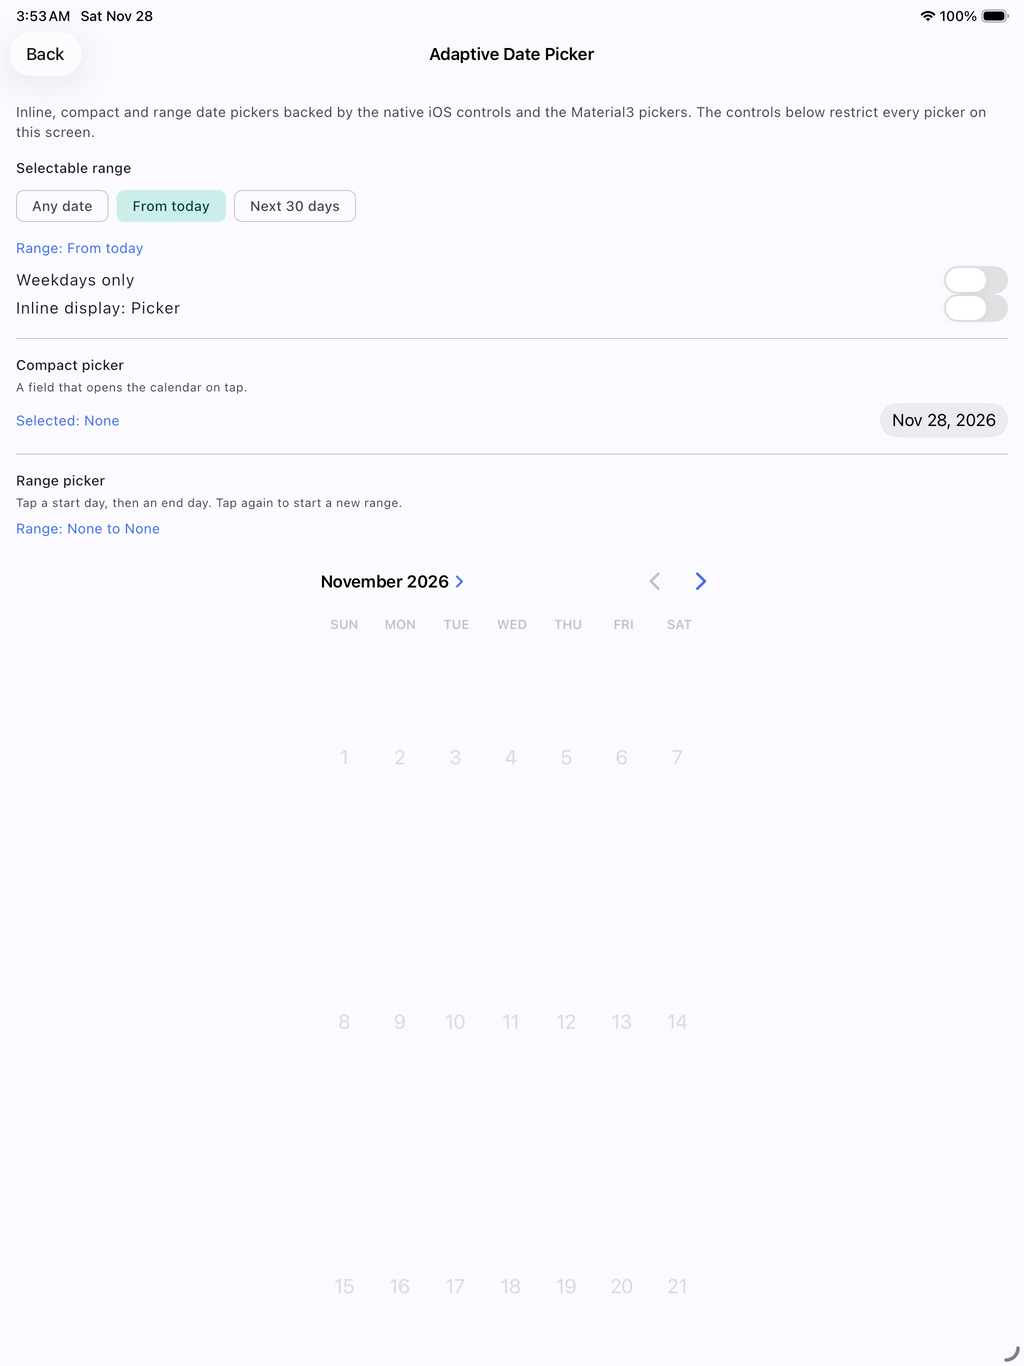 3:53 AM Sat Nov 28
100%
Back
Adaptive Date Picker
Inline, compact and range date pickers backed by the native iOS controls and the Material3 pickers. The controls below restrict every picker on
this screen.
Selectable range
Any date From today Next 30 days
Range: From today
Weekdays only
Inline display: Picker
Compact picker
A field that opens the calendar on tap.
Selected: None
Nov 28, 2026
Range picker
Tap a start day, then an end day. Tap again to start a new range.
Range: None to None
November 2026
SUN MON TUE WED THU FRI SAT
1 2 3 4 5 6 7
8 9 10 11 12 13 14
15 16 17 18 19 20 21